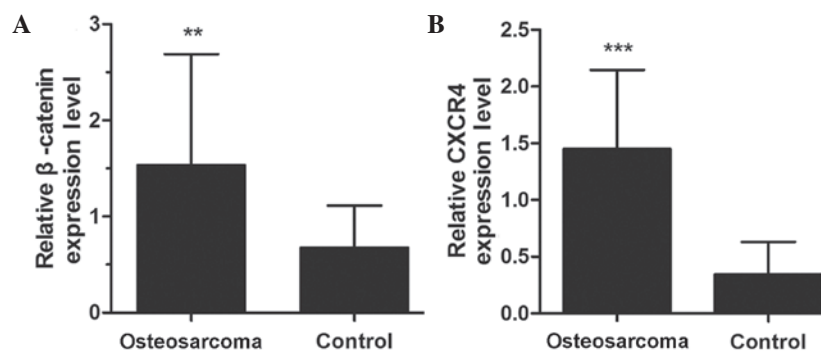 A
Relative β -catenin
expression level
3
2
1
0
**
Osteosarcoma
Control
B
Relative CXCR4
expression level
2.5
2.0
1.5
1.0
0.5
0.0
***
Osteosarcoma
Control